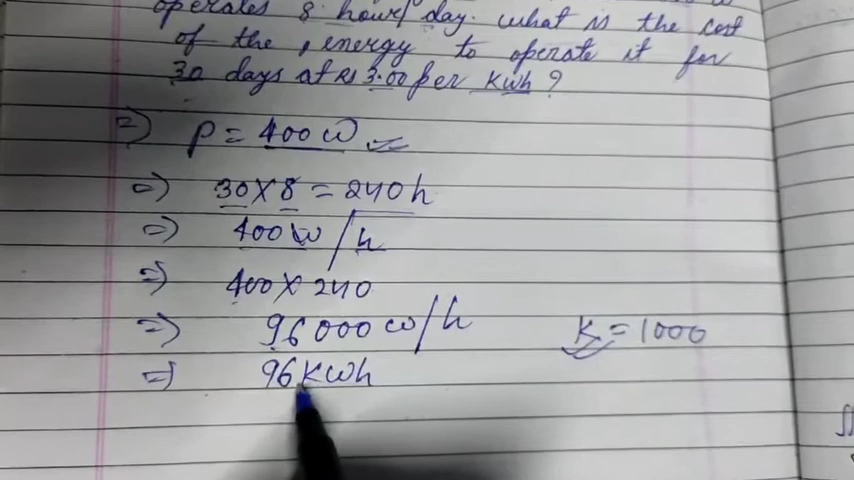 operates 8 hour/day. what is the cost
of the energy to operate it for
30 days at Rs 3.00 per kwh ?
=) P = 400 W
=) 30 X 8 = 240 h
=) 400 W / h
=) 400 X 240
=) 96000 W/h
K = 1000
=) 96 KWh